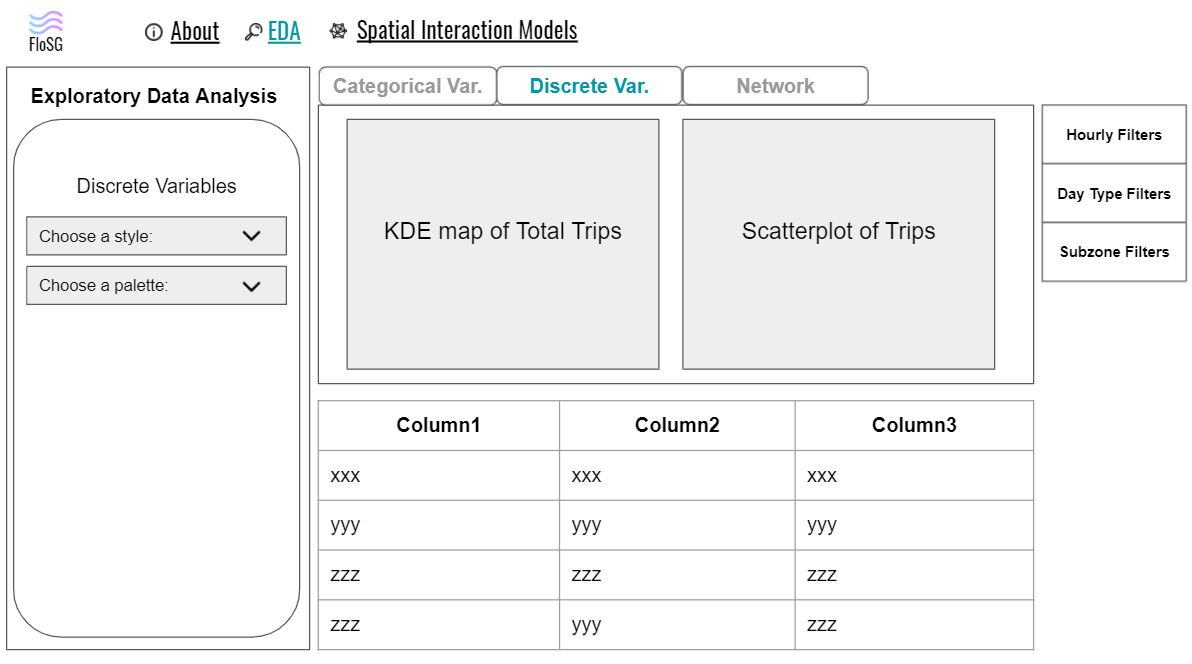 FloSG
About
EDA
Spatial Interaction Models
Exploratory Data Analysis
Discrete Variables
Choose a style:
Choose a palette:
Categorical Var.
Discrete Var.
Network
KDE map of Total Trips
Scatterplot of Trips
Hourly Filters
Day Type Filters
Subzone Filters
Column1 Column2 Column3
xxx xxx xxx
yyy yyy yyy
zzz zzz zzz
zzz yyy zzz